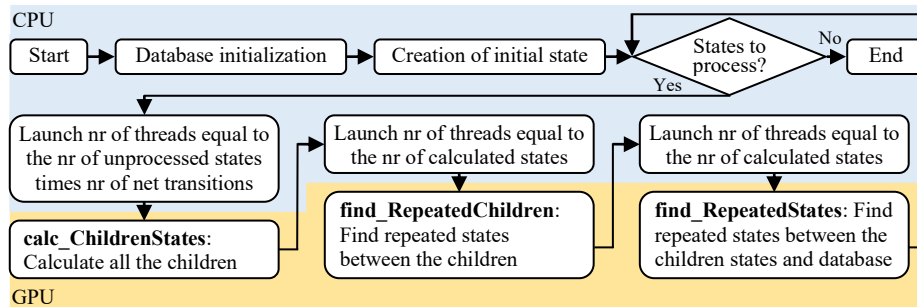 CPU
Start
Database initialization
Creation of initial state
States to
process?
No
End
Yes
Launch nr of threads equal to
the nr of unprocessed states
times nr of net transitions
Launch nr of threads equal to
the nr of calculated states
Launch nr of threads equal to
the nr of calculated states
calc_ChildrenStates:
Calculate all the children
find_RepeatedChildren:
Find repeated states
between the children
find_RepeatedStates: Find
repeated states between the
children states and database
GPU